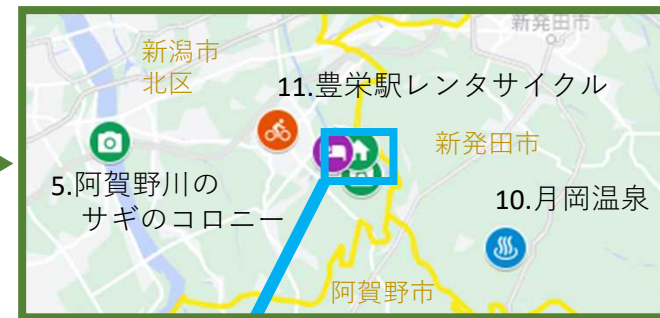 新発田市
新潟市
北区
11.豊栄駅レンタサイクル
新発田市
5.阿賀野川の
サギのコロニー
10.月岡温泉
阿賀野市